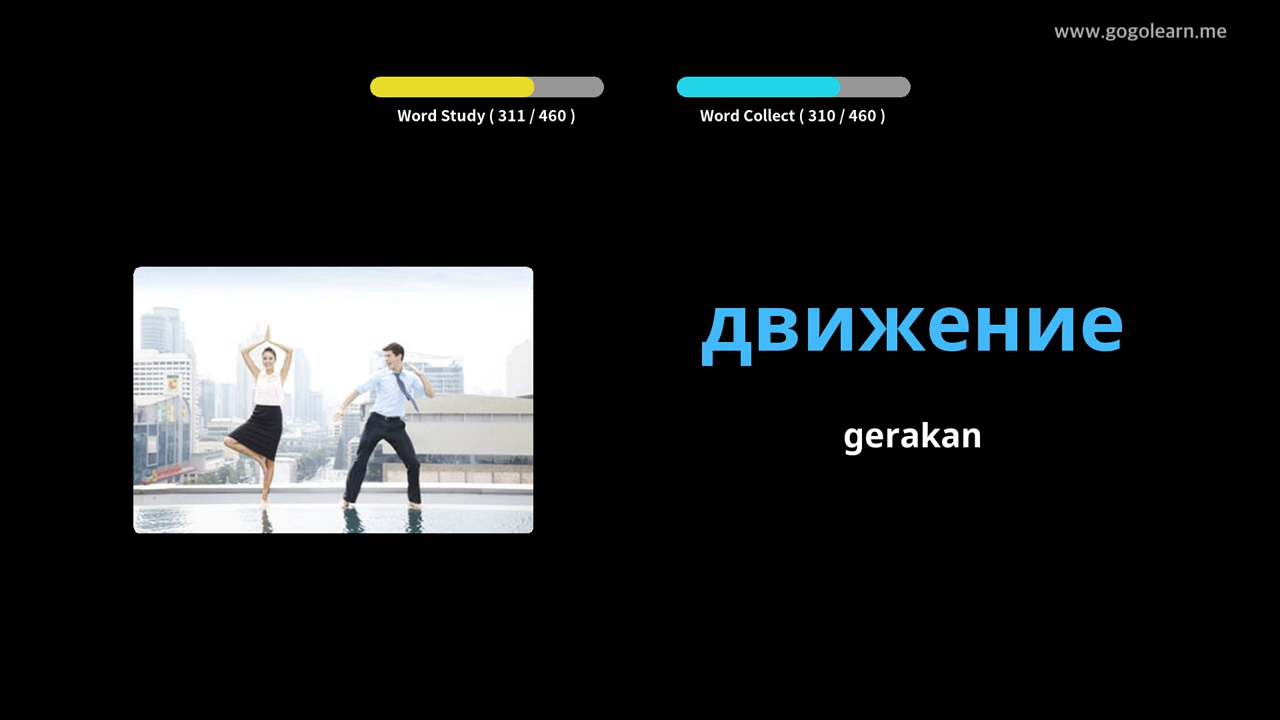 www.gogolearn.me
Word Study ( 311 / 460 )
Word Collect ( 310 / 460 )
движение
gerakan